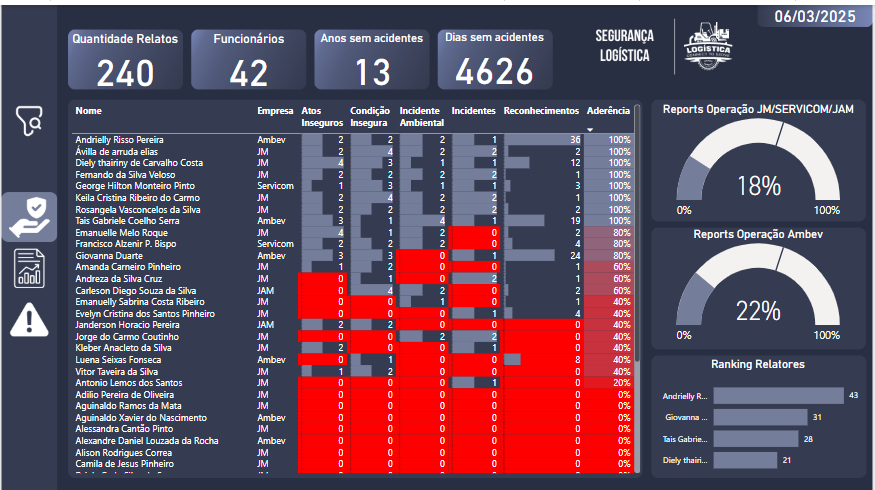 06/03/2025
Quantidade Relatos
240
Funcionários
42
Anos sem acidentes
13
Dias sem acidentes
4626
SEGURANÇA
LOGÍSTICA
LOGÍSTICA
Nome Empresa Atos Inseguros Condição Insegura Incidente Ambiental Incidentes Reconhecimentos Aderência
Andrielly Risso Pereira Ambev 2 2 2 1 36 100%
Ávilla de arruda elias JM 2 4 2 2 2 100%
Diely thairiny de Carvalho Costa JM 4 3 1 1 12 100%
Fernando da Silva Veloso JM 2 2 2 2 1 100%
George Hilton Monteiro Pinto Servicom 1 3 1 1 3 100%
Keila Cristina Ribeiro do Carmo JM 2 4 2 2 1 100%
Rosangela Vasconcelos da Silva JM 2 2 2 1 2 100%
Tais Gabriele Coelho Serra Ambev 3 1 4 1 19 100%
Emanuelle Melo Roque JM 4 1 2 0 2 80%
Francisco Alzenir P. Bispo Servicom 2 2 2 0 4 80%
Giovanna Duarte Ambev 3 3 0 1 24 80%
Amanda Carneiro Pinheiro JM 1 2 0 0 1 60%
Andreza da Silva Cruz JM 0 1 0 2 1 60%
Carleson Diego Souza da Silva JAM 0 4 2 0 2 60%
Emanuelly Sabrina Costa Ribeiro JM 0 0 1 0 1 40%
Evelyn Cristina dos Santos Pinheiro JM 0 0 0 1 4 40%
Janderson Horacio Pereira JAM 2 2 0 0 0 40%
Jorge do Carmo Coutinho JM 0 0 2 2 0 40%
Kleber Anacleto da Silva JM 2 0 0 1 0 40%
Luena Seixas Fonseca Ambev 0 1 0 0 8 40%
Vitor Taveira da Silva JM 1 2 0 0 0 40%
Antonio Lemos dos Santos JM 0 0 0 1 0 20%
Adilio Pereira de Oliveira JM 0 0 0 0 0 0%
Aguinaldo Ramos da Mata JM 0 0 0 0 0 0%
Aguinaldo Xavier do Nascimento Ambev 0 0 0 0 0 0%
Alessandra Cantão Pinto JM 0 0 0 0 0 0%
Alexandre Daniel Louzada da Rocha Ambev 0 0 0 0 0 0%
Alison Rodrigues Correa JM 0 0 0 0 0 0%
Camila de Jesus Pinheiro JM 0 0 0 0 0 0%
Reports Operação JM/SERVICOM/JAM
18%
0% 100%
Reports Operação Ambev
22%
0% 100%
Ranking Relatores
Andrielly R... 43
Giovanna ... 31
Tais Gabrie... 28
Diely thairi... 21